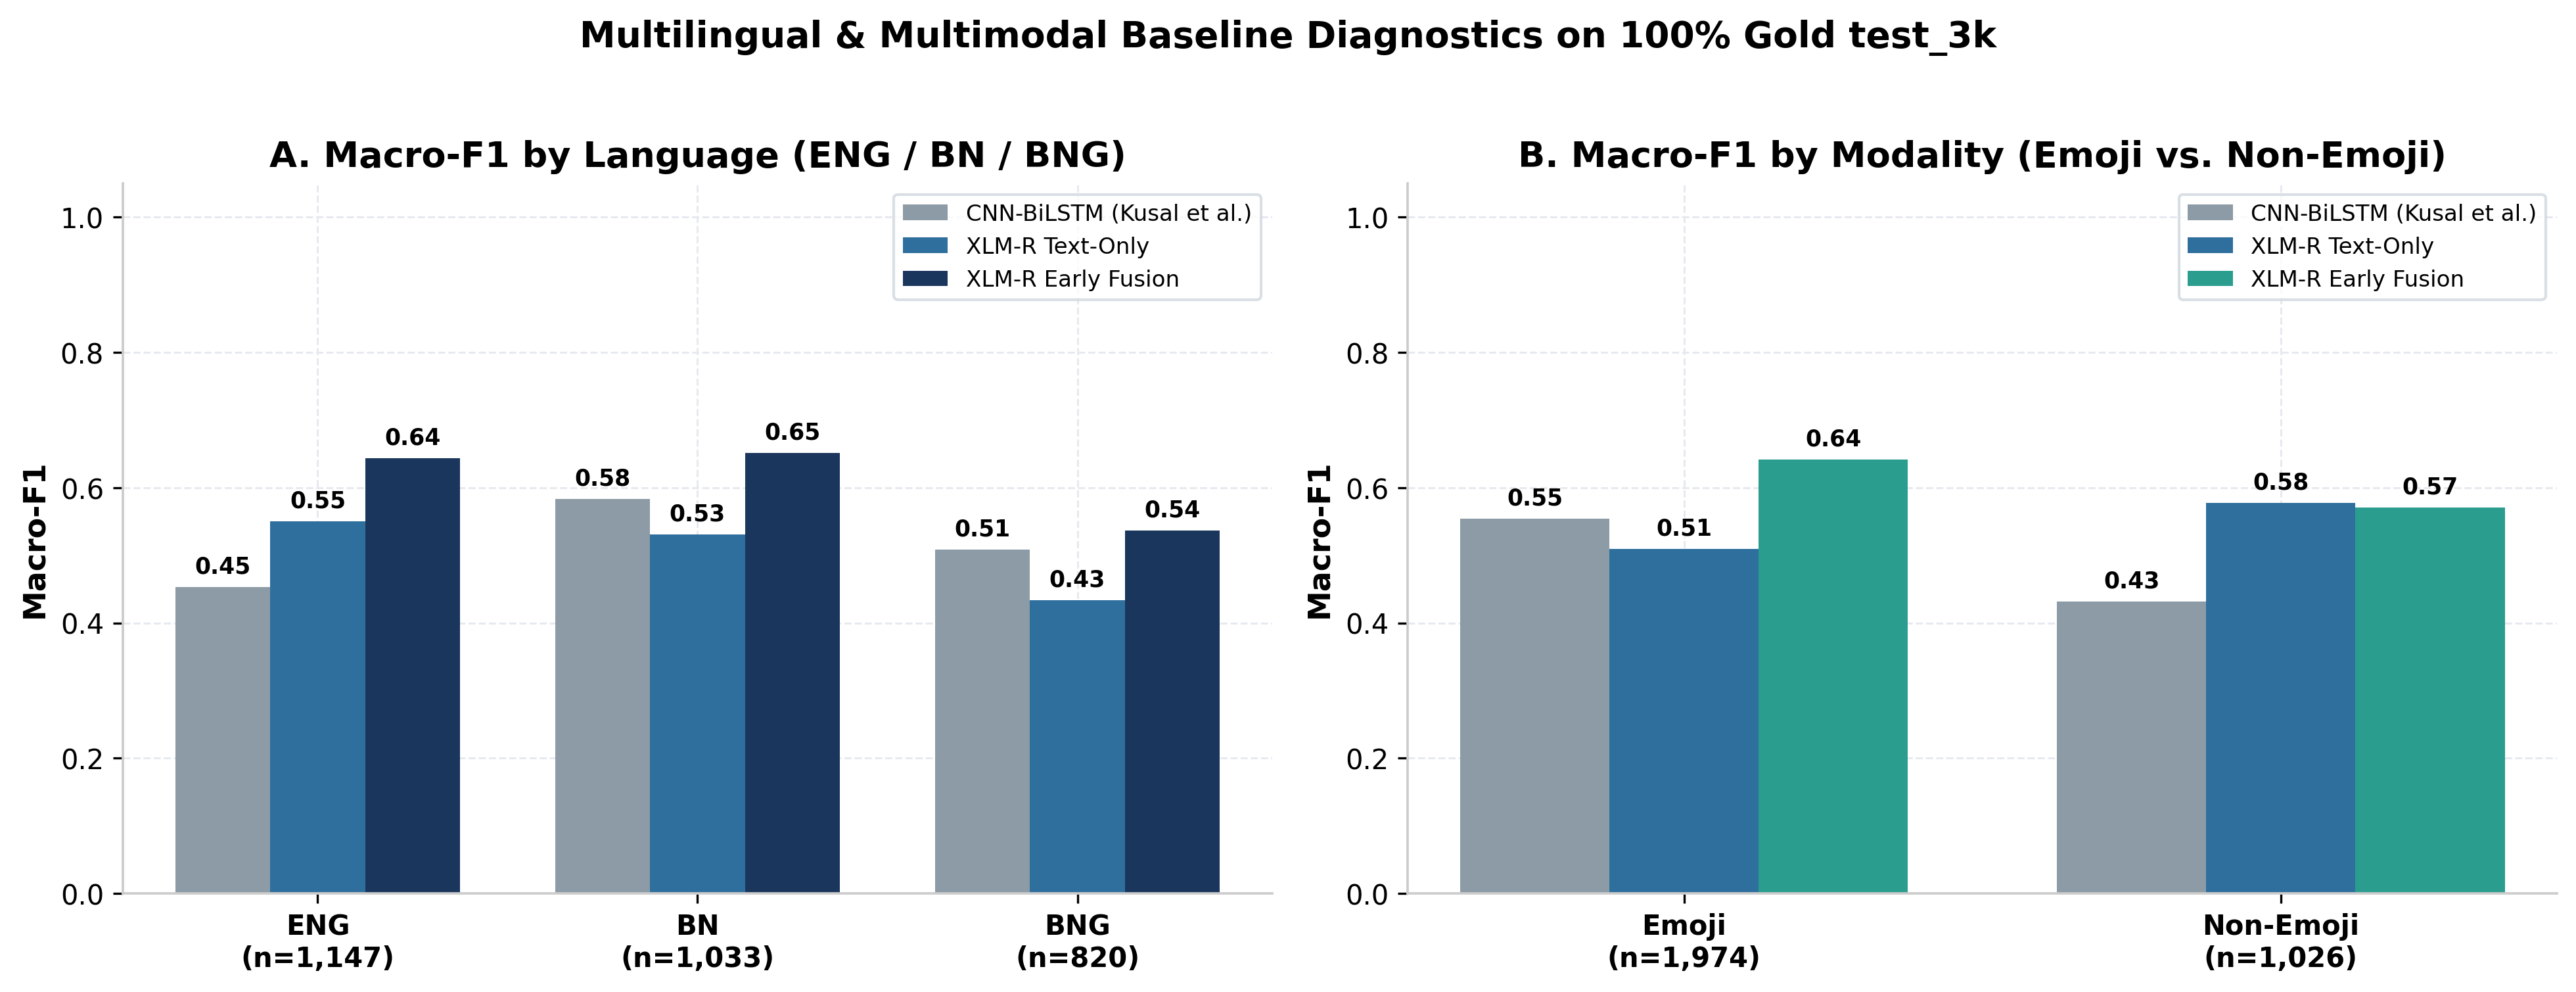 Multilingual & Multimodal Baseline Diagnostics on 100% Gold test_3k
A. Macro-F1 by Language (ENG / BN / BNG)
Macro-F1
1.0
0.8
0.6
0.4
0.2
0.0
CNN-BiLSTM (Kusal et al.)
XLM-R Text-Only
XLM-R Early Fusion
0.45
0.55
0.64
0.58
0.53
0.65
0.51
0.43
0.54
ENG
(n=1,147)
BN
(n=1,033)
BNG
(n=820)
B. Macro-F1 by Modality (Emoji vs. Non-Emoji)
Macro-F1
1.0
0.8
0.6
0.4
0.2
0.0
CNN-BiLSTM (Kusal et al.)
XLM-R Text-Only
XLM-R Early Fusion
0.55
0.51
0.64
0.43
0.58
0.57
Emoji
(n=1,974)
Non-Emoji
(n=1,026)